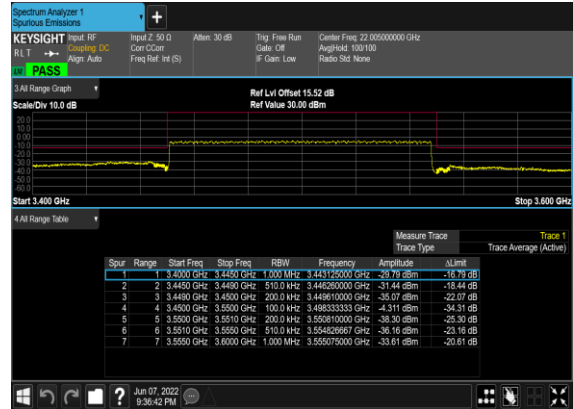 Spectrum Analyzer 1
Spurious Emissions
KEYSIGHT Input: RF Input Z: 50 Ω Atten: 30 dB Trig: Free Run Center Freq: 22.005000000 GHz
RLT Coupling: DC Corr CCorr Gate: Off Avg|Hold: 100/100
Align: Auto Freq Ref: Int (S) IF Gain: Low Radio Std: None
PASS
3 All Range Graph Ref Lvl Offset 15.52 dB
Scale/Div 10.0 dB Ref Value 30.00 dBm
20.0
10.0
0.00
-10.0
-20.0
-30.0
-40.0
-50.0
-60.0
Start 3.400 GHz Stop 3.600 GHz
4 All Range Table
Measure Trace Trace 1
Trace Type Trace Average (Active)
Spur Range Start Freq Stop Freq RBW Frequency Amplitude ΔLimit
1 1 3.4000 GHz 3.4450 GHz 1.000 MHz 3.443125000 GHz -29.79 dBm -16.79 dB
2 2 3.4450 GHz 3.4490 GHz 510.0 kHz 3.446260000 GHz -31.44 dBm -18.44 dB
3 3 3.4490 GHz 3.4500 GHz 200.0 kHz 3.449610000 GHz -35.07 dBm -22.07 dB
4 4 3.4500 GHz 3.5500 GHz 100.0 kHz 3.498333333 GHz -4.311 dBm -34.31 dB
5 5 3.5500 GHz 3.5510 GHz 200.0 kHz 3.550810000 GHz -38.30 dBm -25.30 dB
6 6 3.5510 GHz 3.5550 GHz 510.0 kHz 3.554826667 GHz -36.16 dBm -23.16 dB
7 7 3.5550 GHz 3.6000 GHz 1.000 MHz 3.555075000 GHz -33.61 dBm -20.61 dB
? Jun 07, 2022
9:36:42 PM